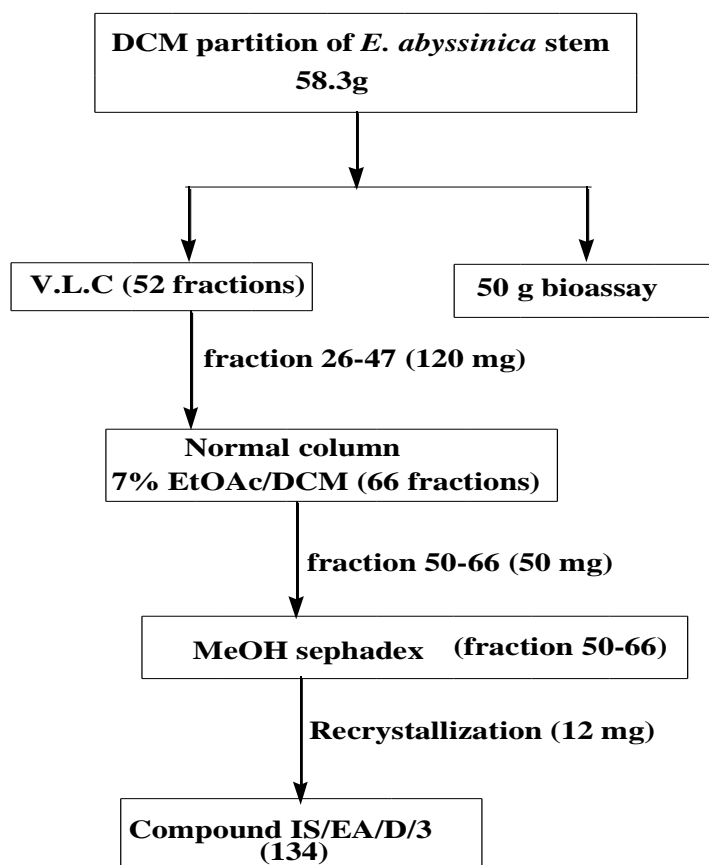 DCM partition of E. abyssinica stem
58.3g
V.L.C (52 fractions)
50 g bioassay
fraction 26-47 (120 mg)
Normal column
7% EtOAc/DCM (66 fractions)
fraction 50-66 (50 mg)
MeOH sephadex (fraction 50-66)
Recrystallization (12 mg)
Compound IS/EA/D/3
(134)